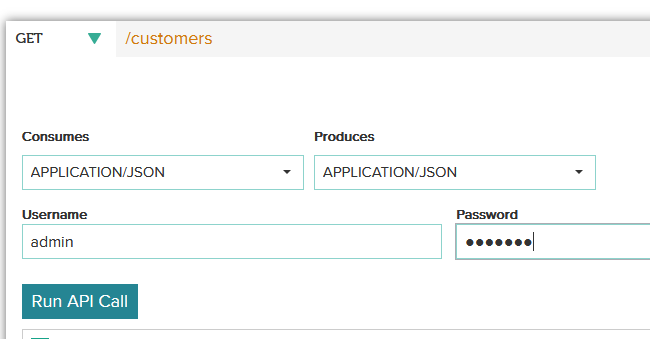 GET /customers
Consumes Produces
APPLICATION/JSON APPLICATION/JSON
Username Password
admin •••••••
Run API Call